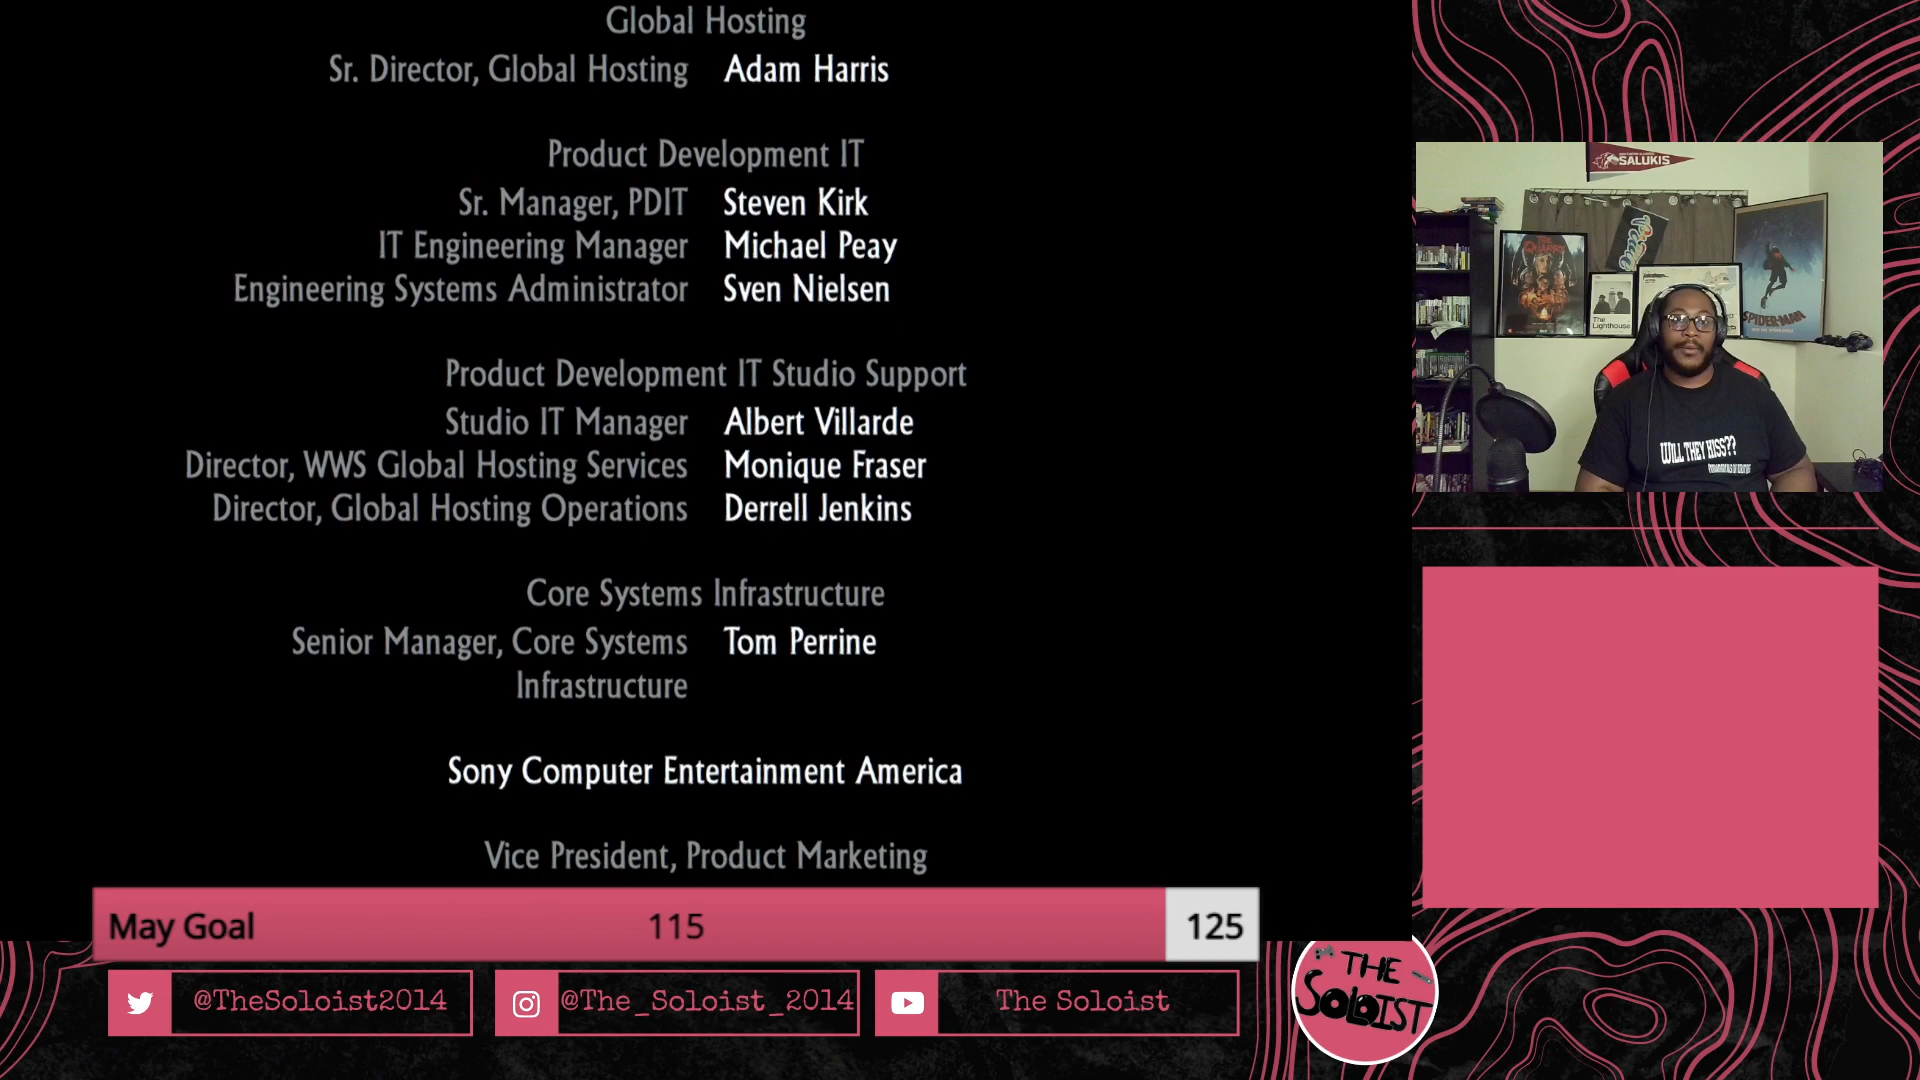 Global Hosting
Sr. Director, Global Hosting Adam Harris
Product Development IT
Sr. Manager, PDIT Steven Kirk
IT Engineering Manager Michael Peay
Engineering Systems Administrator Sven Nielsen
Product Development IT Studio Support
Studio IT Manager Albert Villarde
Director, WWS Global Hosting Services Monique Fraser
Director, Global Hosting Operations Derrell Jenkins
Core Systems Infrastructure
Senior Manager, Core Systems Tom Perrine
Infrastructure
Sony Computer Entertainment America
Vice President, Product Marketing
May Goal 115 125
@TheSoloist2014
@The_Soloist_2014
The Soloist
THE
SOLOIST
SALUKIS
The
Lighthouse
SPIDER-MAN
WILL THEY KISS??